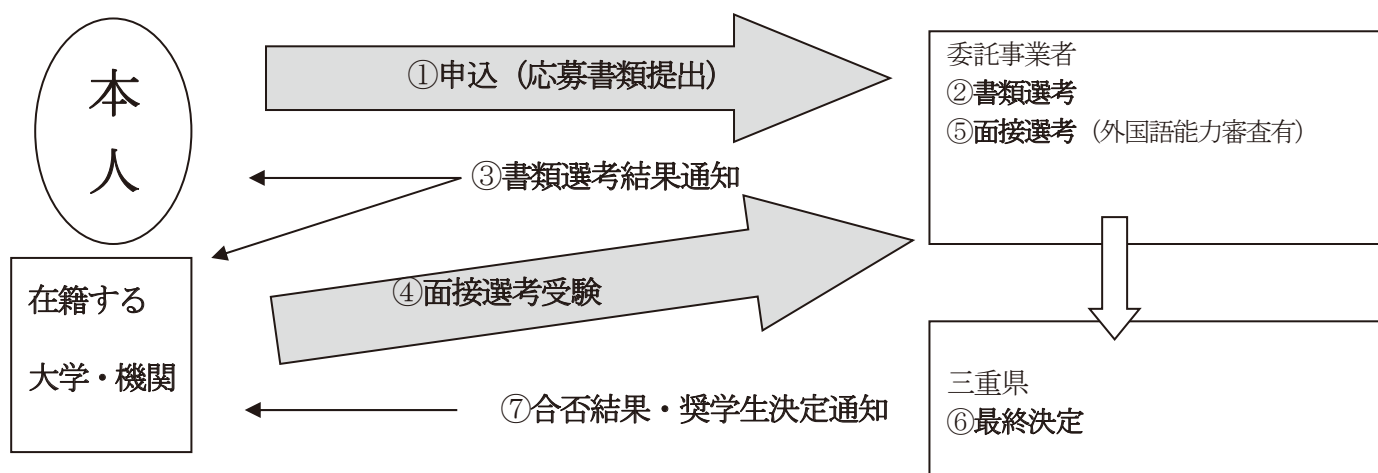 本人
①申込（応募書類提出）
委託事業者
②書類選考
⑤面接選考（外国語能力審査有）
③書類選考結果通知
④面接選考受験
在籍する
大学・機関
⑦合否結果・奨学生決定通知
三重県
⑥最終決定